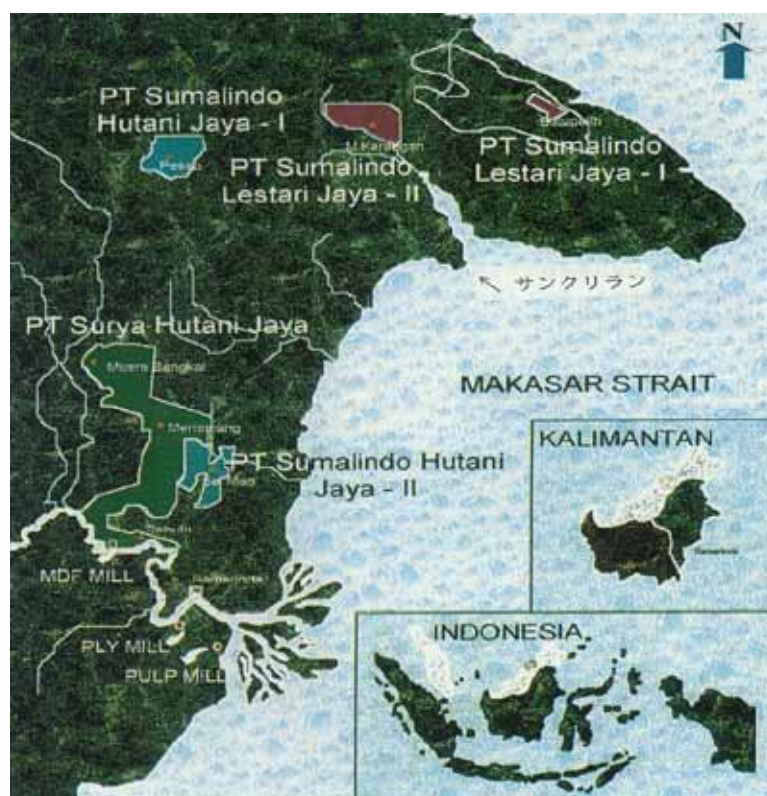 N
PT Sumalindo
Hutani Jaya - I
PT Sumalindo
Lestari Jaya - II
PT Sumalindo
Lestari Jaya - I
サンクリラン
PT Surya Hutani Jaya
Muara Bengkal
MAKASAR STRAIT
KALIMANTAN
PT Sumalindo Hutani
Jaya - II
MDF MILL
PLY MILL
PULP MILL
INDONESIA